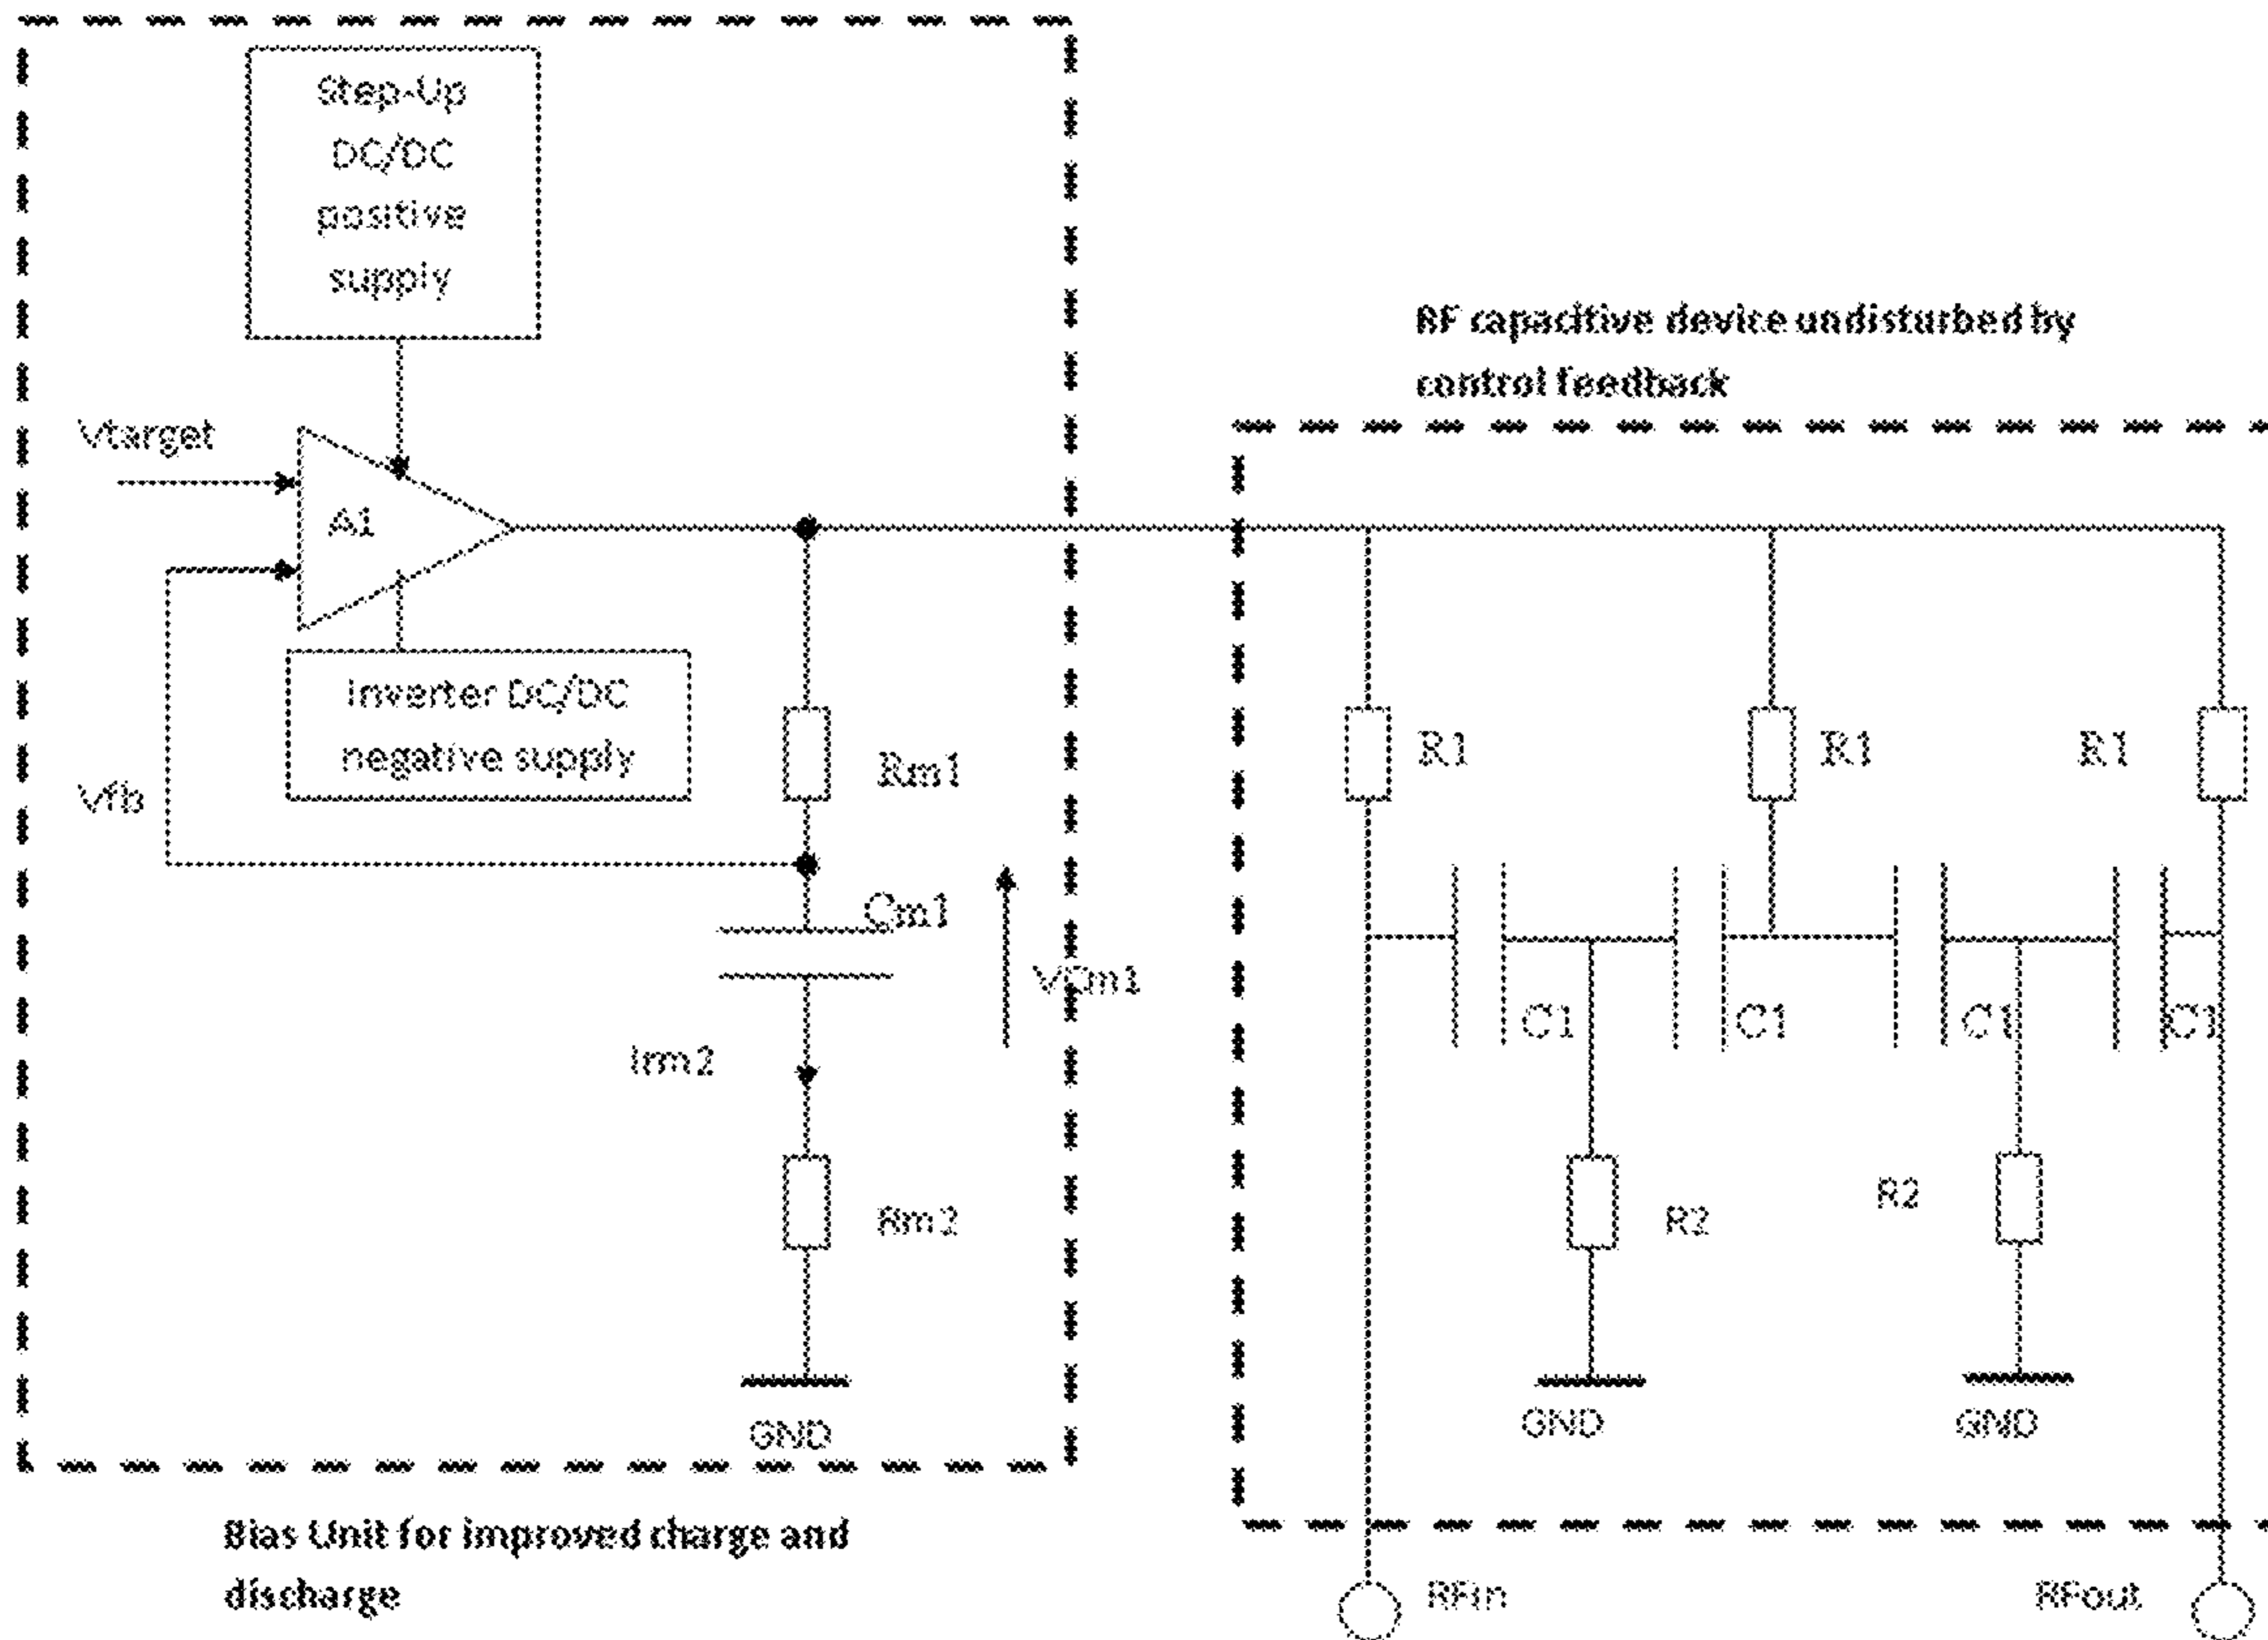 Step-Up
DC/DC
positive
supply
RF capacitive device undisturbed by
control feedback
Vtarget
A1
Inverter DC/DC
negative supply
Vfb
Rm1
R1
R1
R1
Cm1
VCm1
C1
C1
C1
C1
Irm2
Rm2
R2
R2
GND
GND
GND
Bias Unit for improved charge and
discharge
RFin
RFout